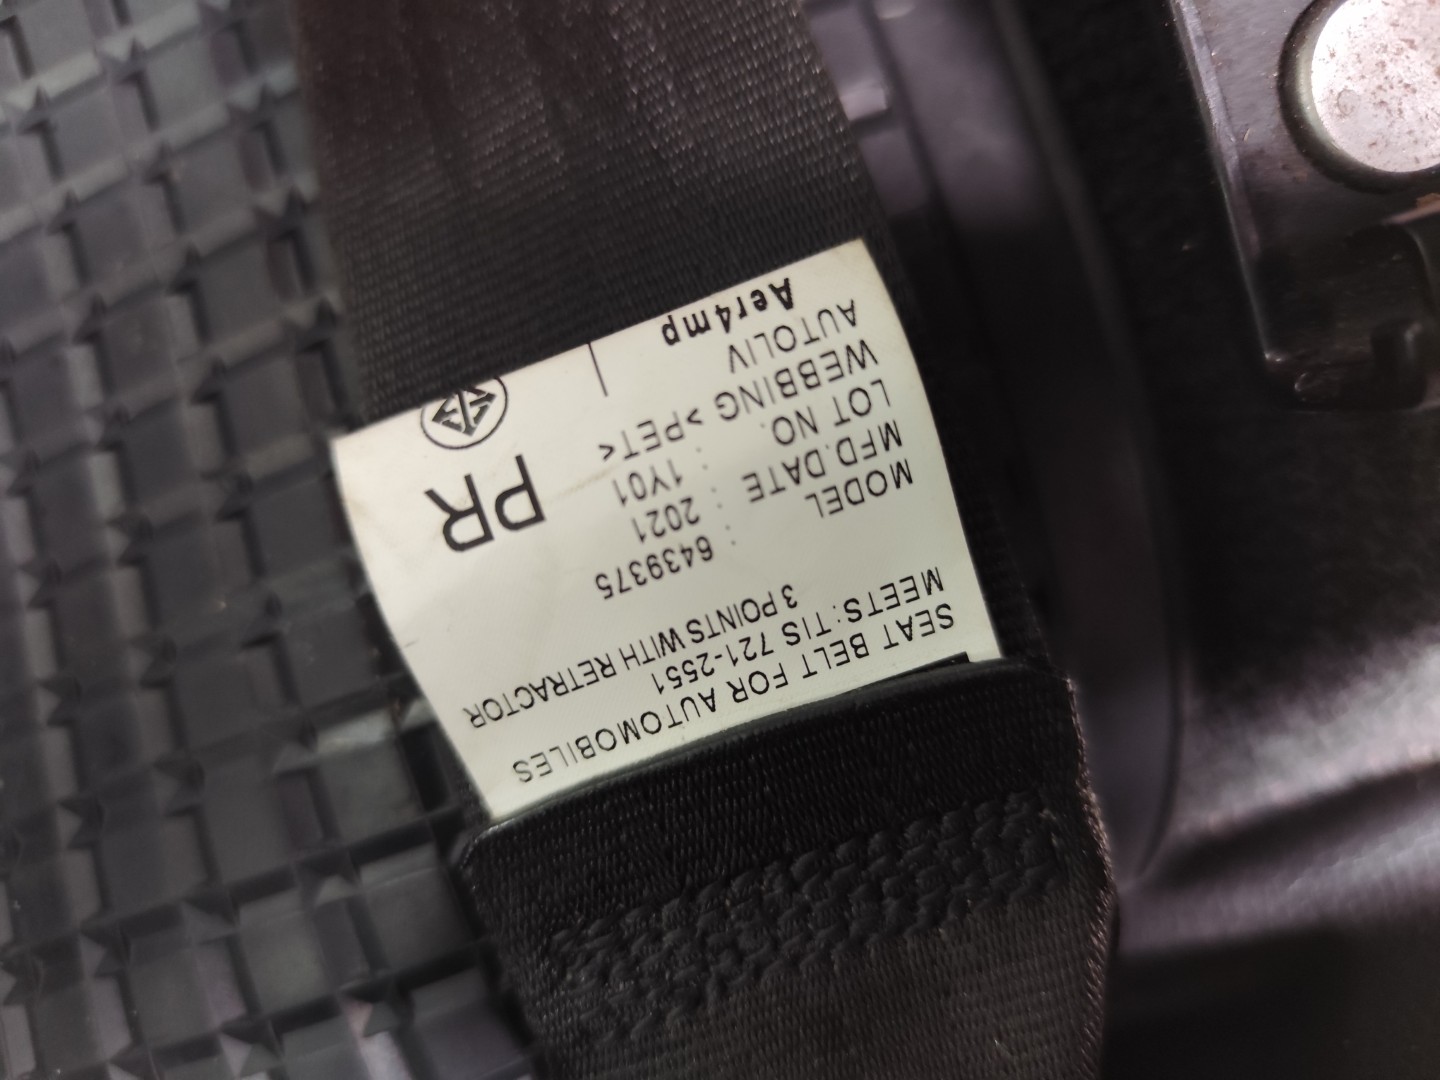 SEAT BELT FOR AUTOMOBILES
MEETS: TIS 721-2551
3 POINTS WITH RETRACTOR
MODEL : 6439375
MFD.DATE : 2021
LOT NO. : 1Y01
WEBBING >PET<
AUTOLIV
Aer4mp
PR